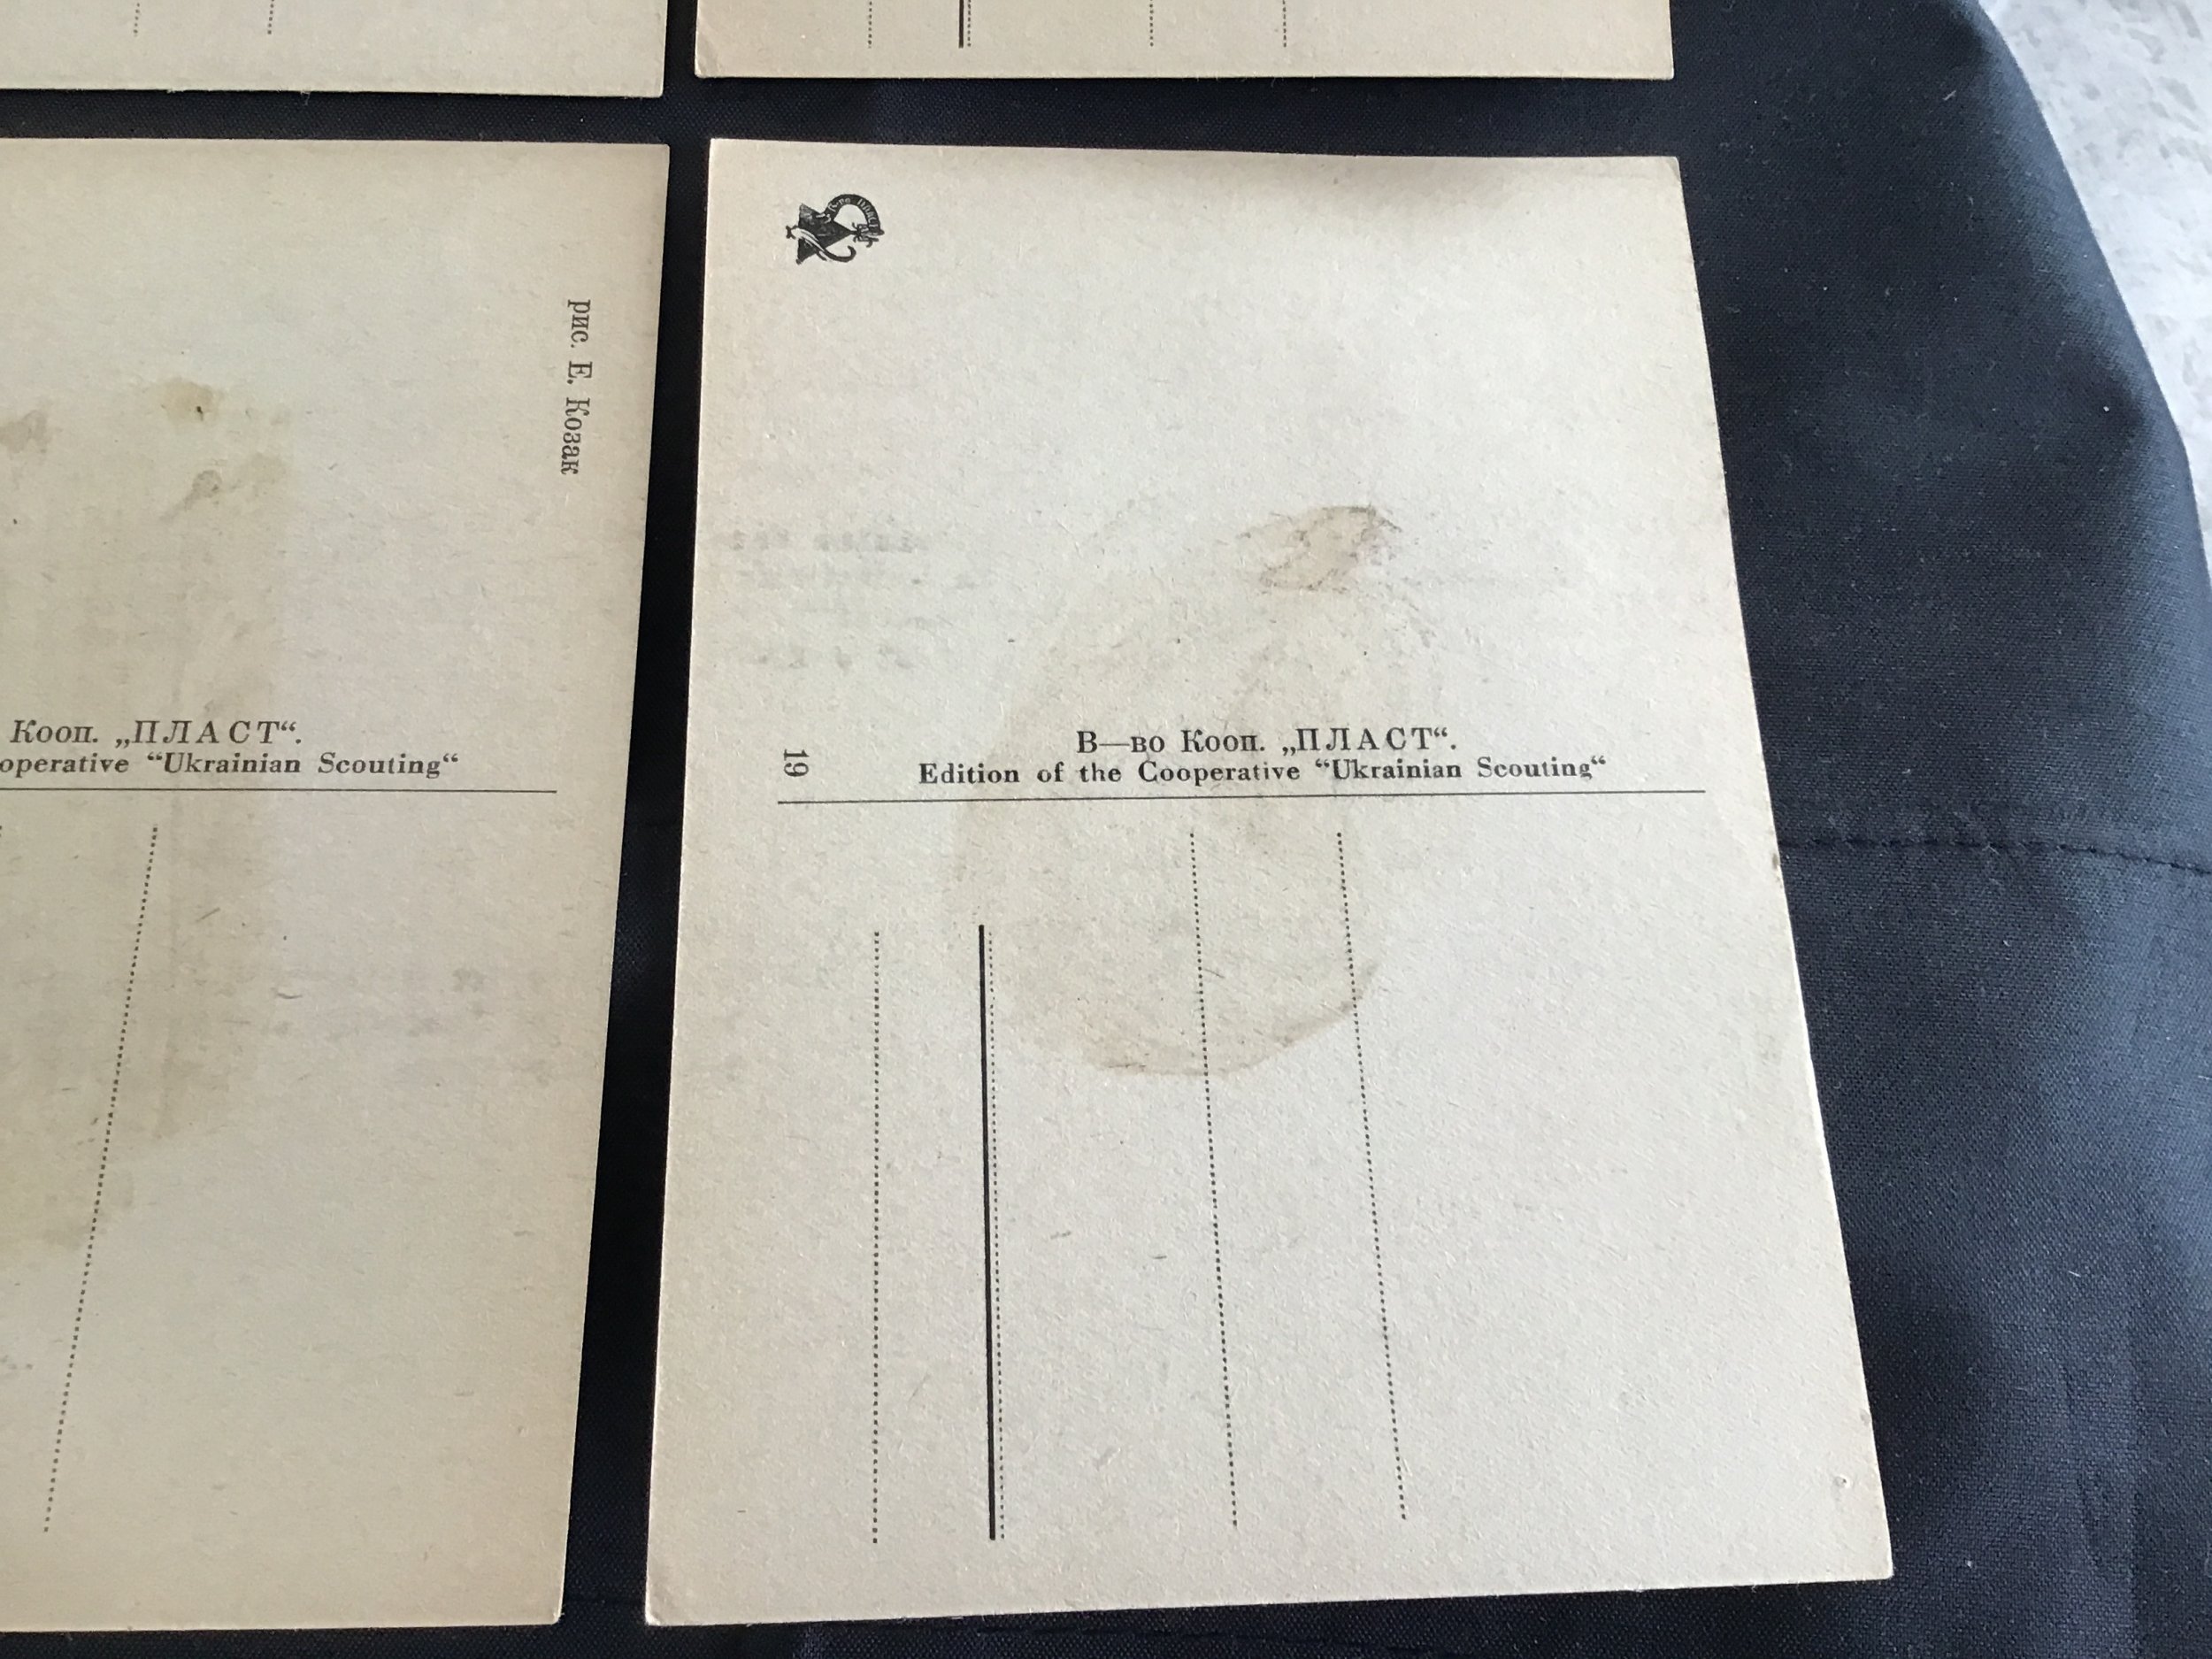 рис. Е. Козак
Кооп. „ПЛАСТ“.
operative “Ukrainian Scouting“
19
В—во Кооп. „ПЛАСТ“.
Edition of the Cooperative “Ukrainian Scouting“